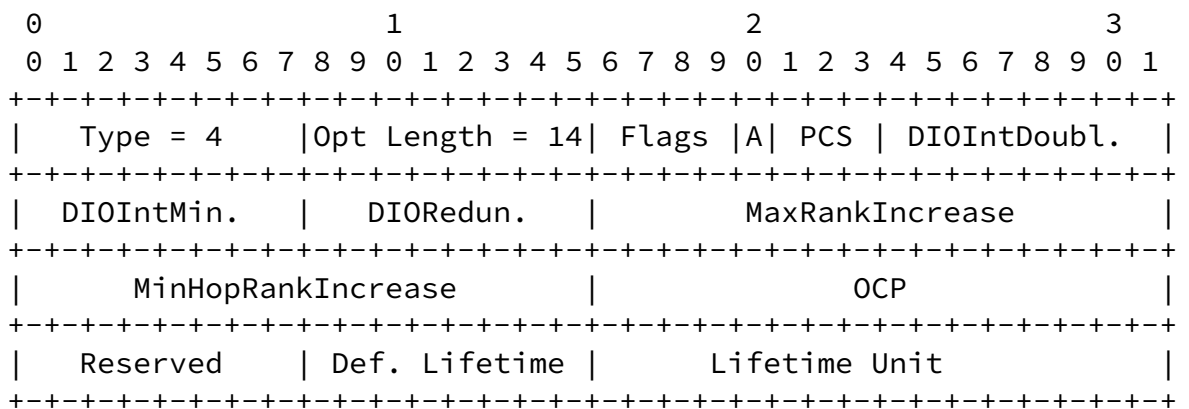 0                   1                   2                   3
 0 1 2 3 4 5 6 7 8 9 0 1 2 3 4 5 6 7 8 9 0 1 2 3 4 5 6 7 8 9 0 1
+-+-+-+-+-+-+-+-+-+-+-+-+-+-+-+-+-+-+-+-+-+-+-+-+-+-+-+-+-+-+-+-+
|   Type = 4    |Opt Length = 14| Flags |A| PCS | DIOIntDoubl.  |
+-+-+-+-+-+-+-+-+-+-+-+-+-+-+-+-+-+-+-+-+-+-+-+-+-+-+-+-+-+-+-+-+
|  DIOIntMin.   |   DIORedun.   |        MaxRankIncrease        |
+-+-+-+-+-+-+-+-+-+-+-+-+-+-+-+-+-+-+-+-+-+-+-+-+-+-+-+-+-+-+-+-+
|      MinHopRankIncrease       |              OCP              |
+-+-+-+-+-+-+-+-+-+-+-+-+-+-+-+-+-+-+-+-+-+-+-+-+-+-+-+-+-+-+-+-+
|   Reserved    | Def. Lifetime |      Lifetime Unit            |
+-+-+-+-+-+-+-+-+-+-+-+-+-+-+-+-+-+-+-+-+-+-+-+-+-+-+-+-+-+-+-+-+